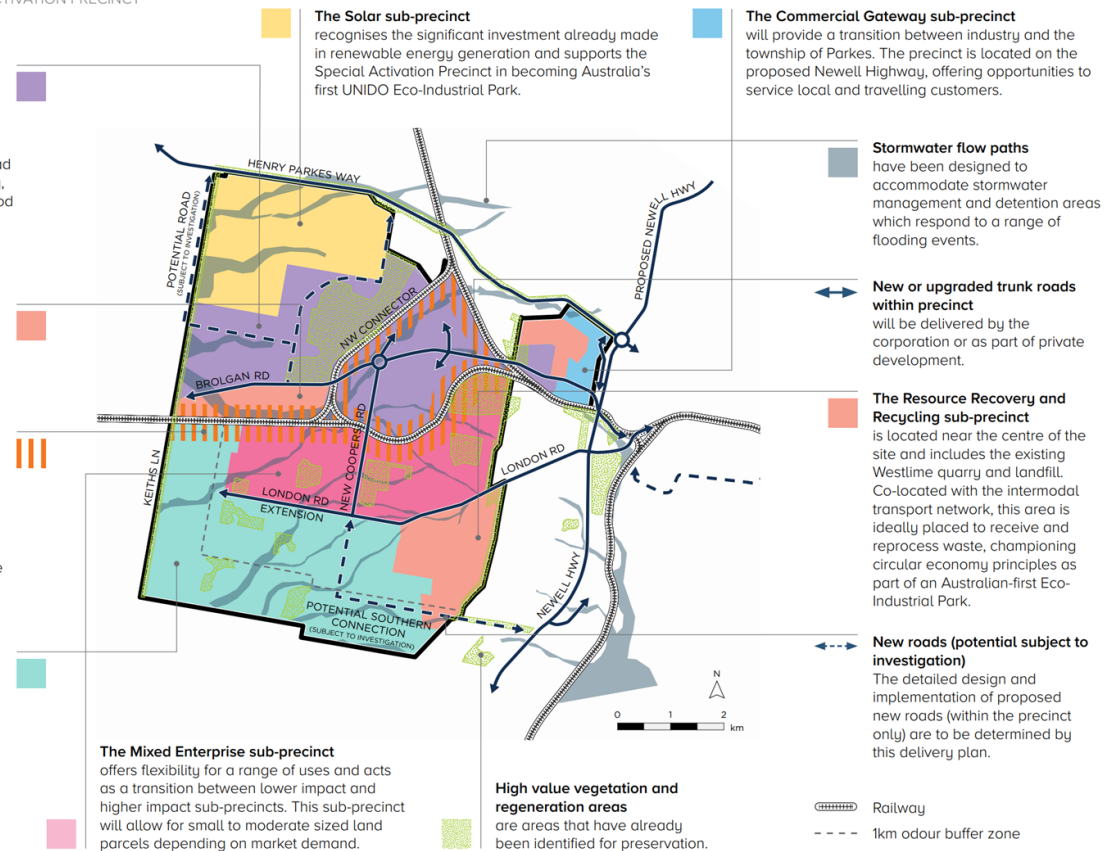 The Solar sub-precinct
recognises the significant investment already made
in renewable energy generation and supports the
Special Activation Precinct in becoming Australia's
first UNIDO Eco-Industrial Park.
The Commercial Gateway sub-precinct
will provide a transition between industry and the
township of Parkes. The precinct is located on the
proposed Newell Highway, offering opportunities to
service local and travelling customers.
Stormwater flow paths
have been designed to
accommodate stormwater
management and detention areas
which respond to a range of
flooding events.
New or upgraded trunk roads
within precinct
will be delivered by the
corporation or as part of private
development.
The Resource Recovery and
Recycling sub-precinct
is located near the centre of the
site and includes the existing
Westlime quarry and landfill.
Co-located with the intermodal
transport network, this area is
ideally placed to receive and
reprocess waste, championing
circular economy principles as
part of an Australian-first Eco-
Industrial Park.
New roads (potential subject to
investigation)
The detailed design and
implementation of proposed
new roads (within the precinct
only) are to be determined by
this delivery plan.
Railway
1km odour buffer zone
HENRY PARKES WAY
POTENTIAL ROAD
(SUBJECT TO INVESTIGATION)
PROPOSED NEWELL HWY
NW CONNECTOR
BROLGAN RD
NEW COOPERS RD
KEITHS LN
LONDON RD
LONDON RD
EXTENSION
NEWELL HWY
POTENTIAL SOUTHERN
CONNECTION
(SUBJECT TO INVESTIGATION)
N
0 1 2
km
The Mixed Enterprise sub-precinct
offers flexibility for a range of uses and acts
as a transition between lower impact and
higher impact sub-precincts. This sub-precinct
will allow for small to moderate sized land
parcels depending on market demand.
High value vegetation and
regeneration areas
are areas that have already
been identified for preservation.